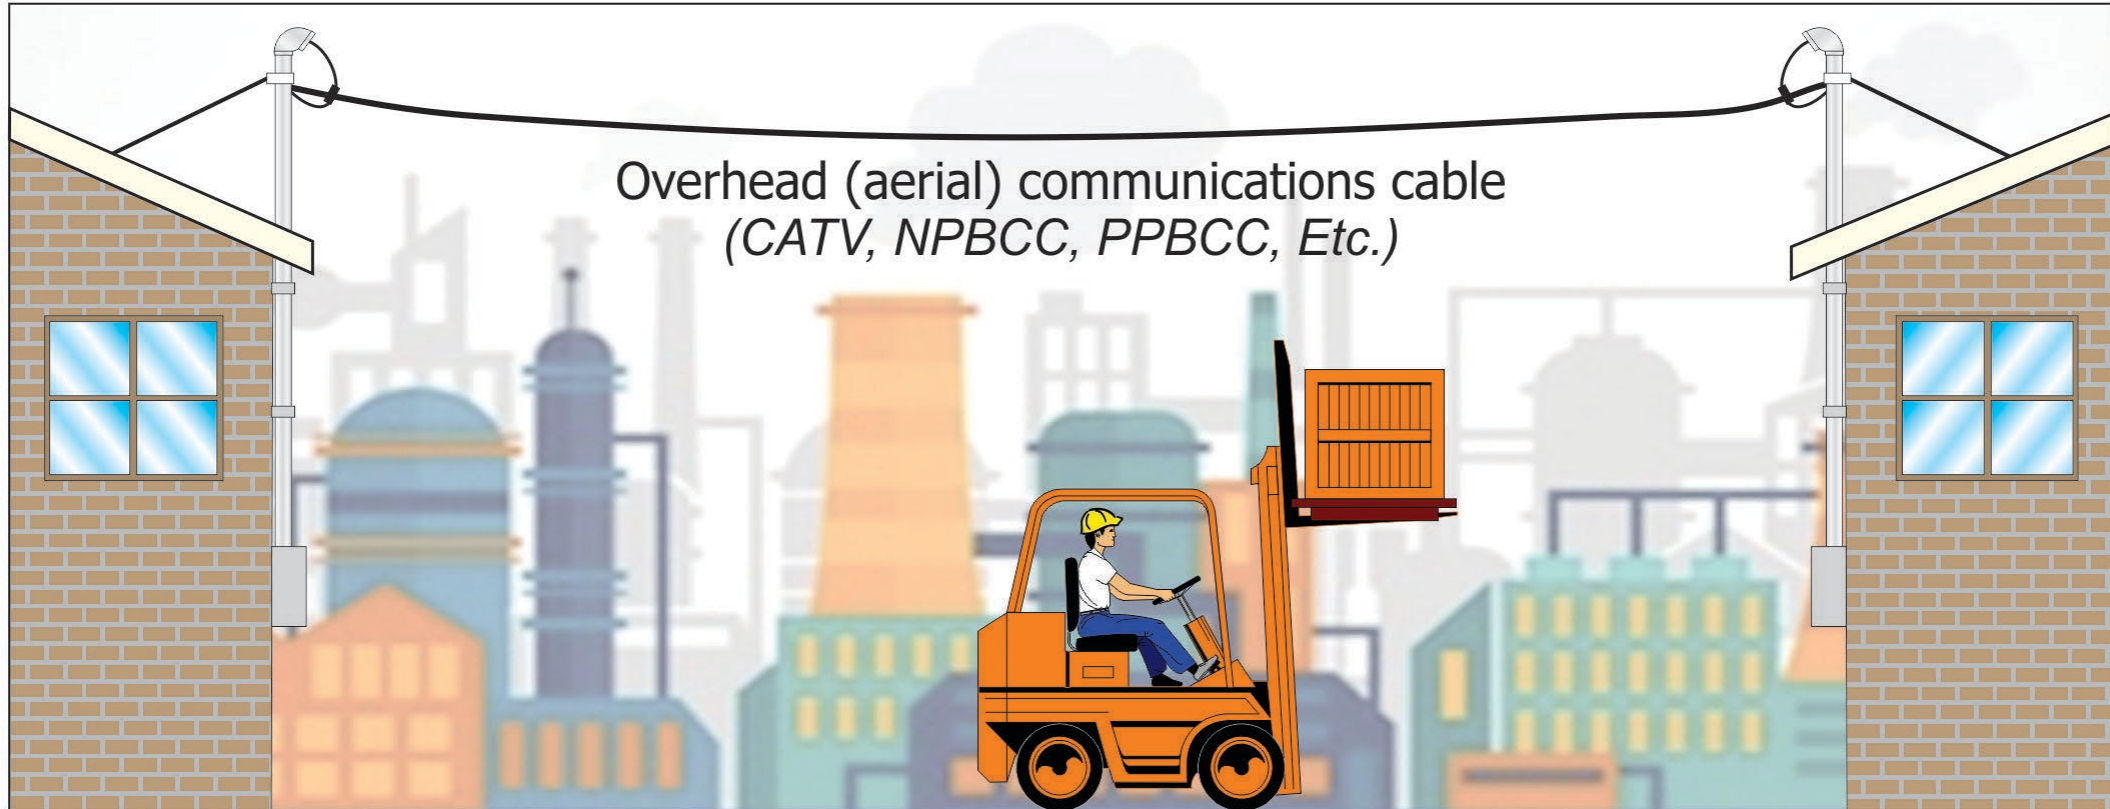 Overhead (aerial) communications cable
(CATV, NPBCC, PPBCC, Etc.)